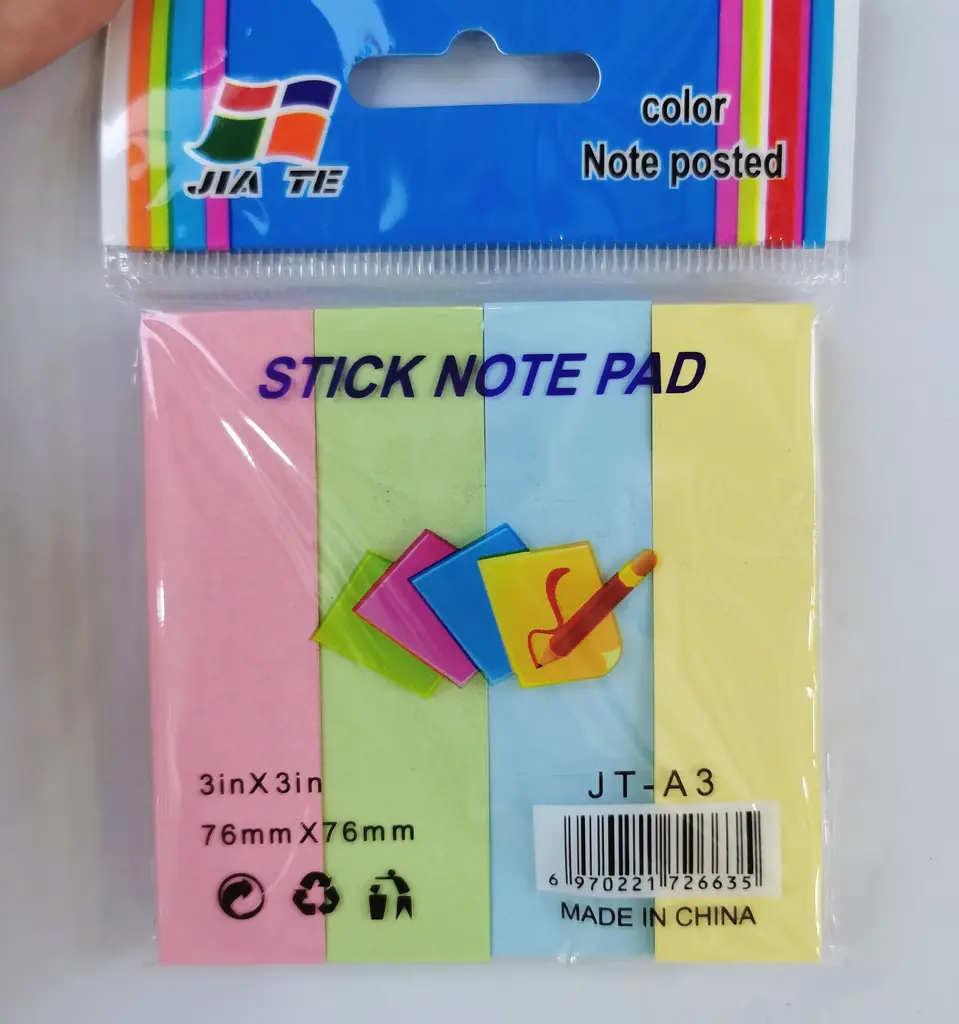 JIA TE
color
Note posted
STICK NOTE PAD
3inX3in
76mmX76mm
JT-A3
6 970221 726635
MADE IN CHINA